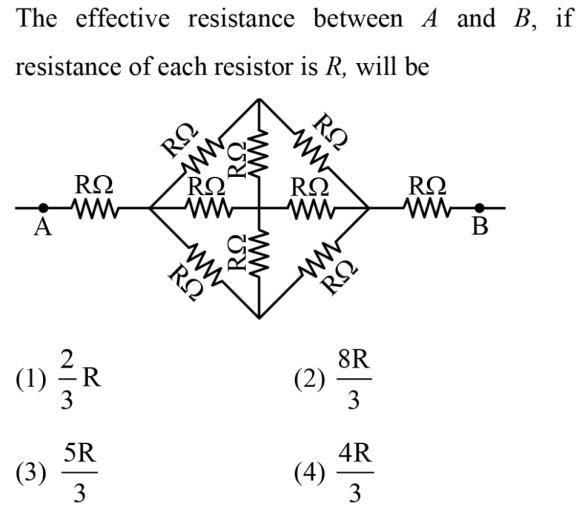 The effective resistance between A and B, if
resistance of each resistor is R, will be
RΩ
RΩ
RΩ
RΩ
RΩ
RΩ
RΩ
RΩ
RΩ
RΩ
A
B
(1) 2/3 R
(2) 8R/3
(3) 5R/3
(4) 4R/3